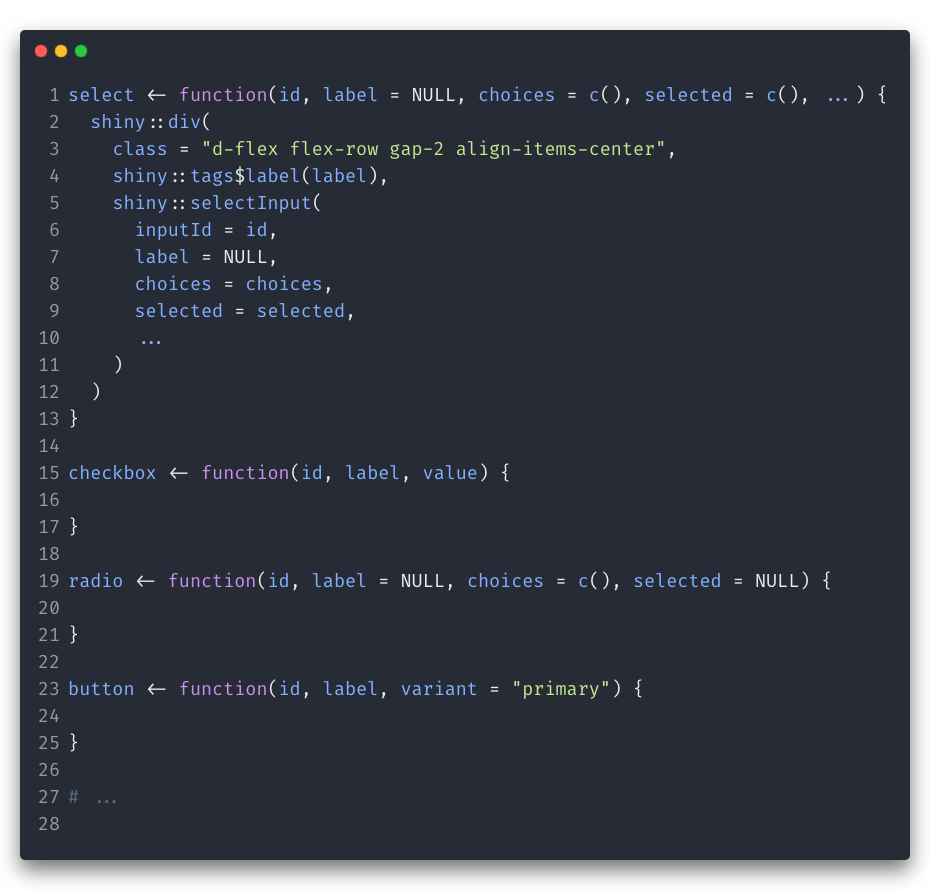 1 select <- function(id, label = NULL, choices = c(), selected = c(), ...) {
2   shiny::div(
3     class = "d-flex flex-row gap-2 align-items-center",
4     shiny::tags$label(label),
5     shiny::selectInput(
6       inputId = id,
7       label = NULL,
8       choices = choices,
9       selected = selected,
10       ...
11     )
12   )
13 }
14
15 checkbox <- function(id, label, value) {
16
17 }
18
19 radio <- function(id, label = NULL, choices = c(), selected = NULL) {
20
21 }
22
23 button <- function(id, label, variant = "primary") {
24
25 }
26
27 # ...
28